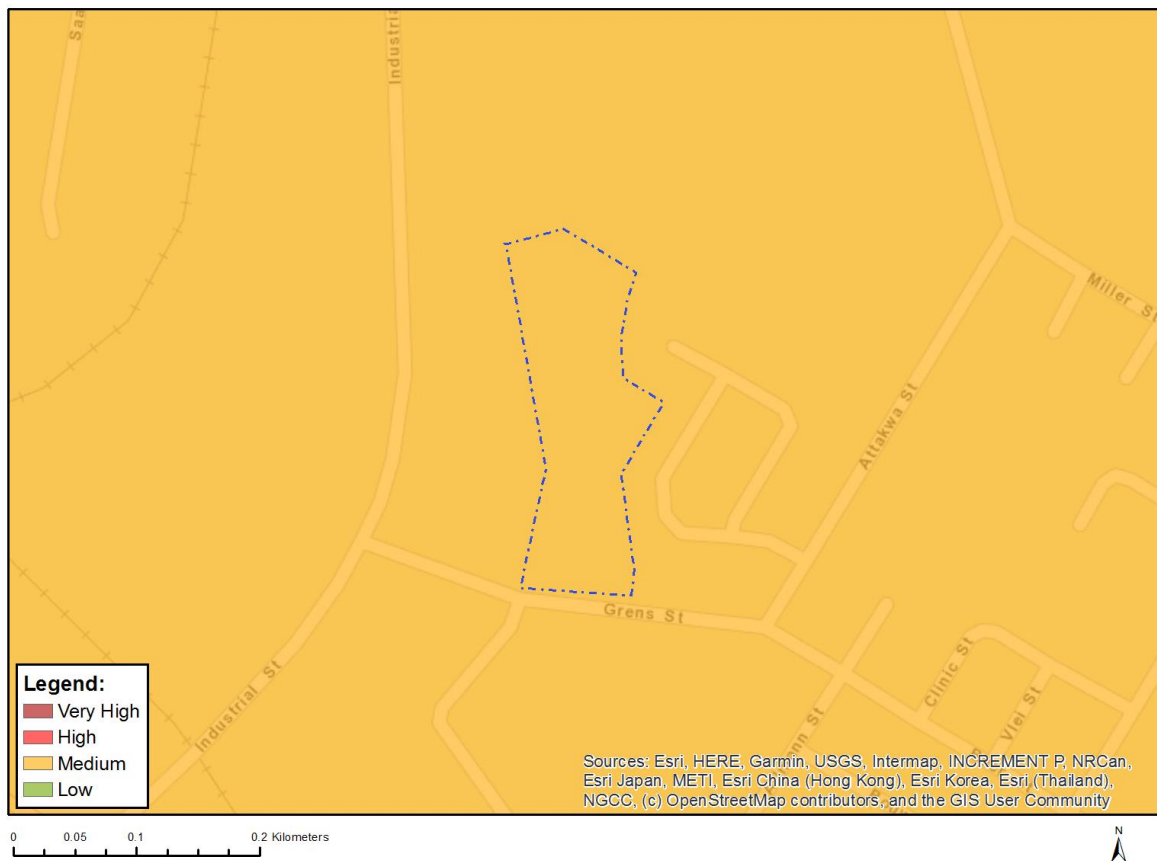 Saa
Industria
Miller St
Attakwa St
Grens St
Industrial St
Clinic St
Vlei St
Legend:
Very High
High
Medium
Low
Sources: Esri, HERE, Garmin, USGS, Intermap, INCREMENT P, NRCan,
Esri Japan, METI, Esri China (Hong Kong), Esri Korea, Esri (Thailand),
NGCC, (c) OpenStreetMap contributors, and the GIS User Community
0 0.05 0.1 0.2 Kilometers
N